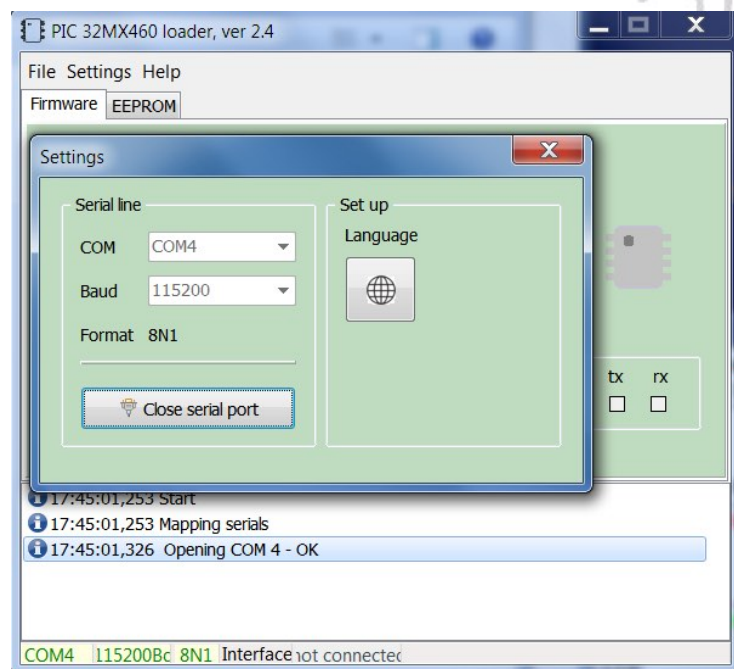 PIC 32MX460 loader, ver 2.4
File Settings Help
Firmware EEPROM
Settings
Serial line
COM COM4
Baud 115200
Format 8N1
Close serial port
Set up
Language
tx rx
17:45:01,253 Start
17:45:01,253 Mapping serials
17:45:01,326 Opening COM 4 - OK
COM4 115200Bd 8N1 Interface not connected